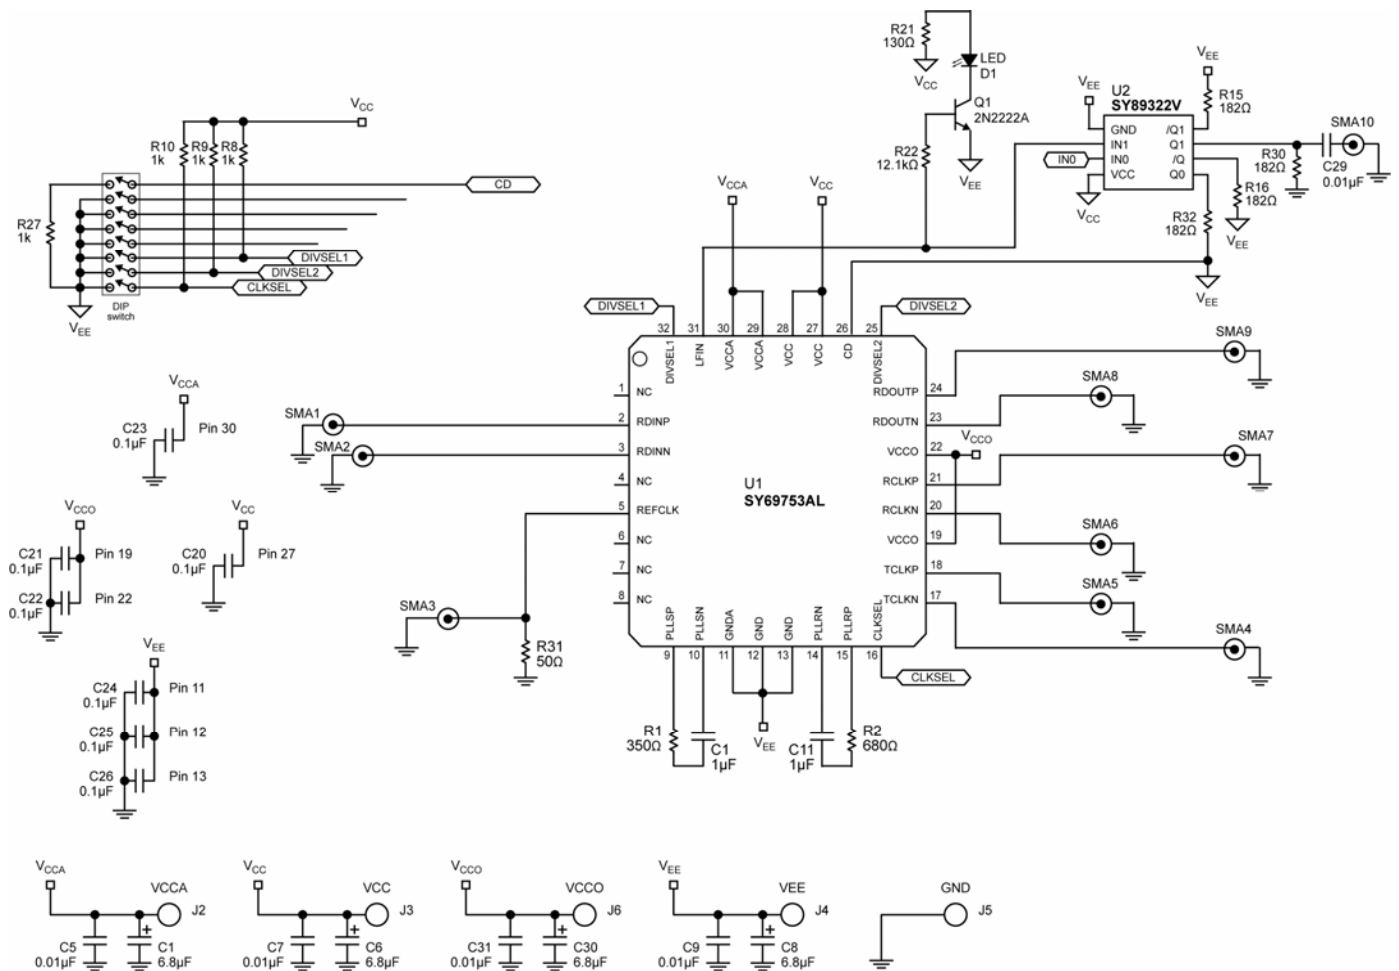 R21
130Ω
VCC
LED
D1
Q1
2N2222A
VEE
R22
12.1kΩ
VEE
U2
SY89322V
GND
IN1
IN0
VCC
/Q1
Q1
/Q
Q0
IN0
VCC
VEE
R15
182Ω
R30
182Ω
C29
0.01µF
SMA10
R16
182Ω
VEE
R32
182Ω
VEE
VCC
R10
1k
R9
1k
R8
1k
R27
1k
CD
DIVSEL1
DIVSEL2
CLKSEL
DIP
switch
VEE
VCCA
VCC
DIVSEL1
DIVSEL2
32
31
30
29
28
27
26
25
DIVSEL1
LFIN
VCCA
VCCA
VCC
VCC
CD
DIVSEL2
1 NC
2 RDINP
3 RDINN
4 NC
5 REFCLK
6 NC
7 NC
8 NC
RDOUTP 24
RDOUTN 23
VCCO 22
RCLKP 21
RCLKN 20
VCCO 19
TCLKP 18
TCLKN 17
U1
SY69753AL
PLLSP
PLLSN
GNDA
GND
GND
PLLRN
PLLRP
CLKSEL
9
10
11
12
13
14
15
16
CLKSEL
SMA1
SMA2
SMA3
R31
50Ω
SMA9
SMA8
VCCO
SMA7
SMA6
SMA5
SMA4
R1
350Ω
C1
1µF
VEE
C11
1µF
R2
680Ω
VCCA
C23
0.1µF
Pin 30
VCCO
C21
0.1µF
Pin 19
C22
0.1µF
Pin 22
VCC
C20
0.1µF
Pin 27
VEE
C24
0.1µF
Pin 11
C25
0.1µF
Pin 12
C26
0.1µF
Pin 13
VCCA
VCCA
J2
C5
0.01µF
+
C1
6.8µF
VCC
VCC
J3
C7
0.01µF
+
C6
6.8µF
VCCO
VCCO
J6
C31
0.01µF
+
C30
6.8µF
VEE
VEE
J4
C9
0.01µF
+
C8
6.8µF
GND
J5